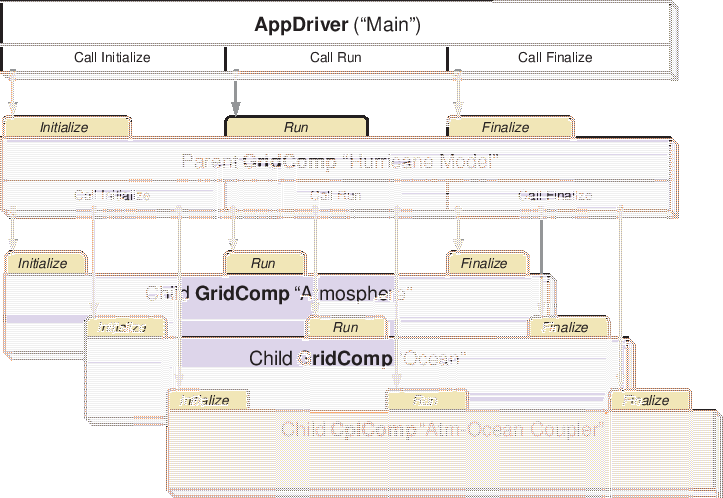 AppDriver (“Main”)
Call Initialize Call Run Call Finalize
Initialize Run Finalize
Parent GridComp “Hurricane Model”
Call Initialize Call Run Call Finalize
Initialize Run Finalize
Child GridComp “Atmosphere”
Initialize Run Finalize
Child GridComp “Ocean”
Initialize Run Finalize
Child CplComp “Atm-Ocean Coupler”